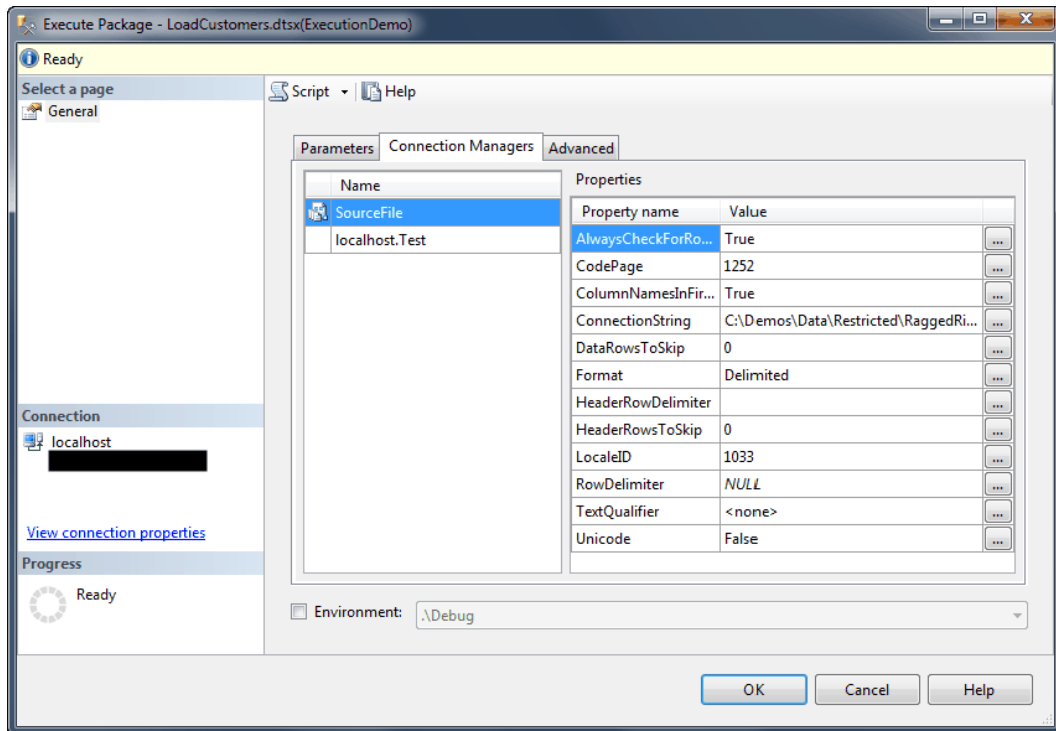 Execute Package - LoadCustomers.dtsx(ExecutionDemo)
Ready
Select a page
General
Script
Help
Parameters
Connection Managers
Advanced
Name
SourceFile
localhost.Test
Properties
Property name Value
AlwaysCheckForRo... True ...
CodePage 1252 ...
ColumnNamesInFir... True ...
ConnectionString C:\Demos\Data\Restricted\RaggedRi... ...
DataRowsToSkip 0 ...
Format Delimited ...
HeaderRowDelimiter ...
HeaderRowsToSkip 0 ...
LocaleID 1033 ...
RowDelimiter NULL ...
TextQualifier <none> ...
Unicode False ...
Connection
localhost
View connection properties
Progress
Ready
Environment: .\Debug
OK Cancel Help